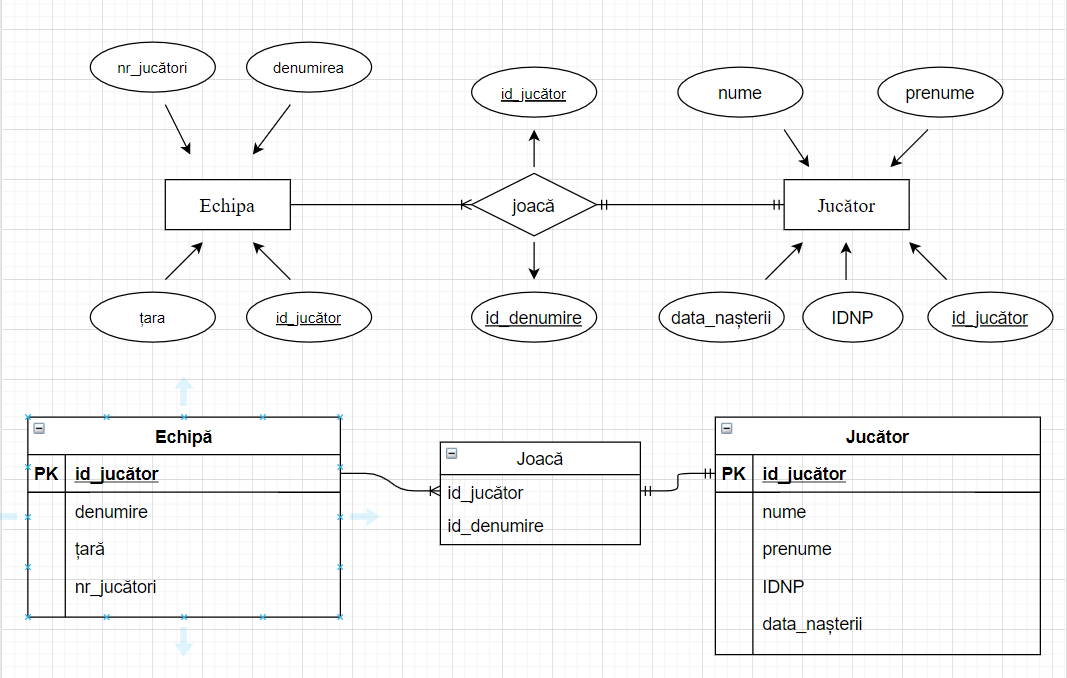 nr_jucători
denumirea
id_jucător
nume
prenume
Echipa
joacă
Jucător
țara
id_jucător
id_denumire
data_nașterii
IDNP
id_jucător
Echipă
PK
id_jucător
denumire
țară
nr_jucători
Joacă
id_jucător
id_denumire
Jucător
PK
id_jucător
nume
prenume
IDNP
data_nașterii